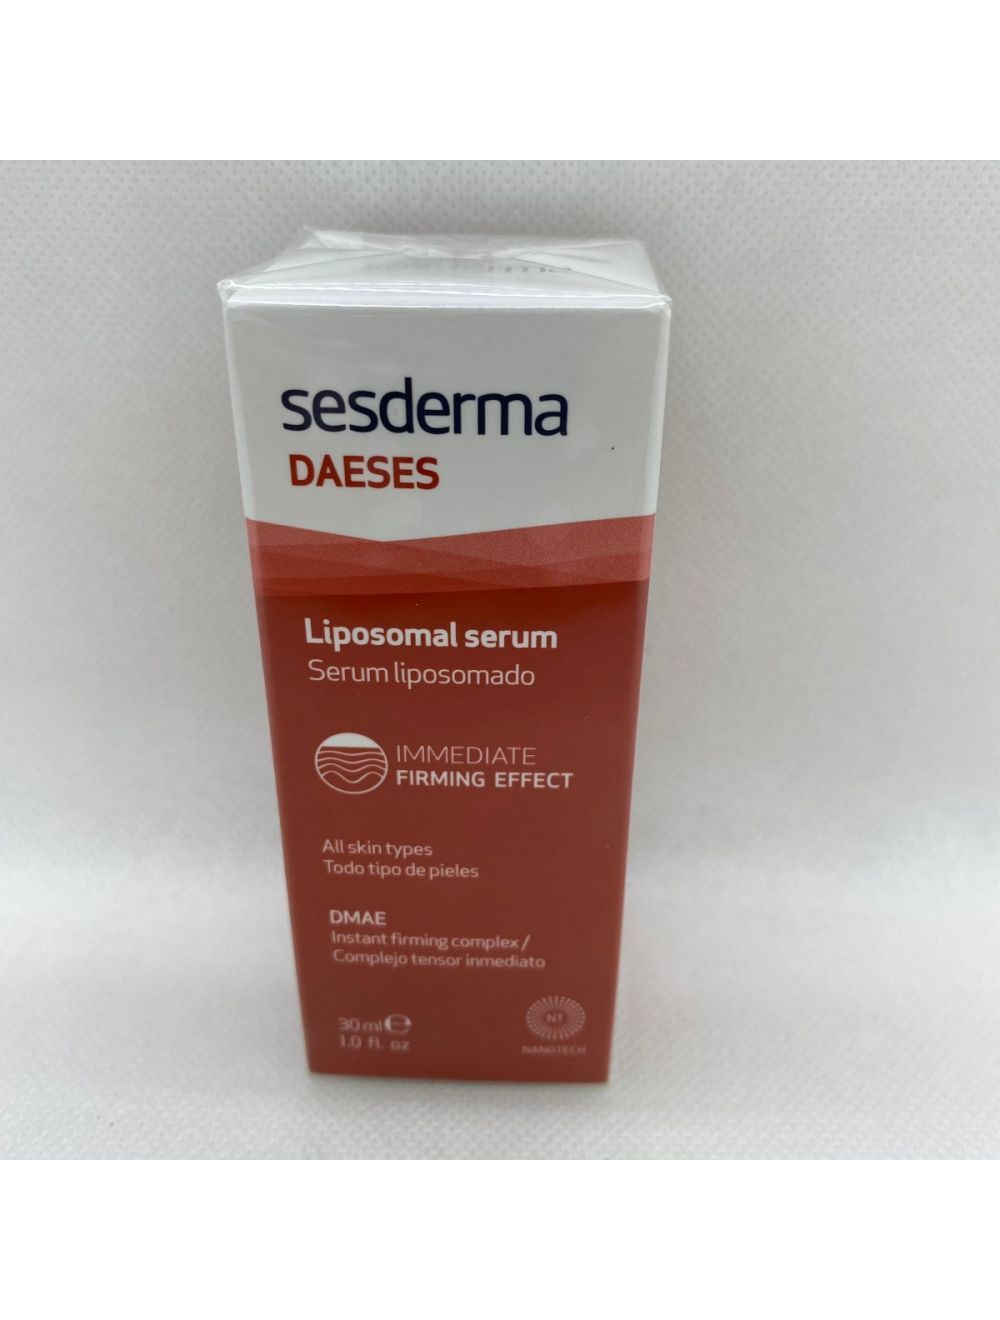 sesderma
DAESES
Liposomal serum
Serum liposomado
IMMEDIATE
FIRMING EFFECT
All skin types
Todo tipo de pieles
DMAE
Instant firming complex /
Complejo tensor inmediato
30 ml ℮
1.0 fl. oz
NT
NANOTECH